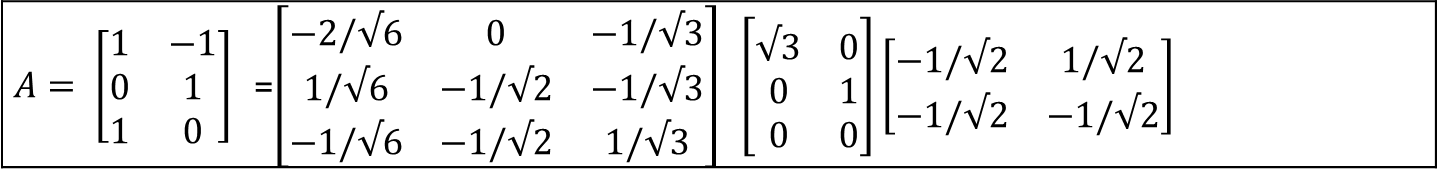 A = [1 −1; 0 1; 1 0] = [−2/√6 0 −1/√3; 1/√6 −1/√2 −1/√3; −1/√6 −1/√2 1/√3] [√3 0; 0 1; 0 0] [−1/√2 1/√2; −1/√2 −1/√2]